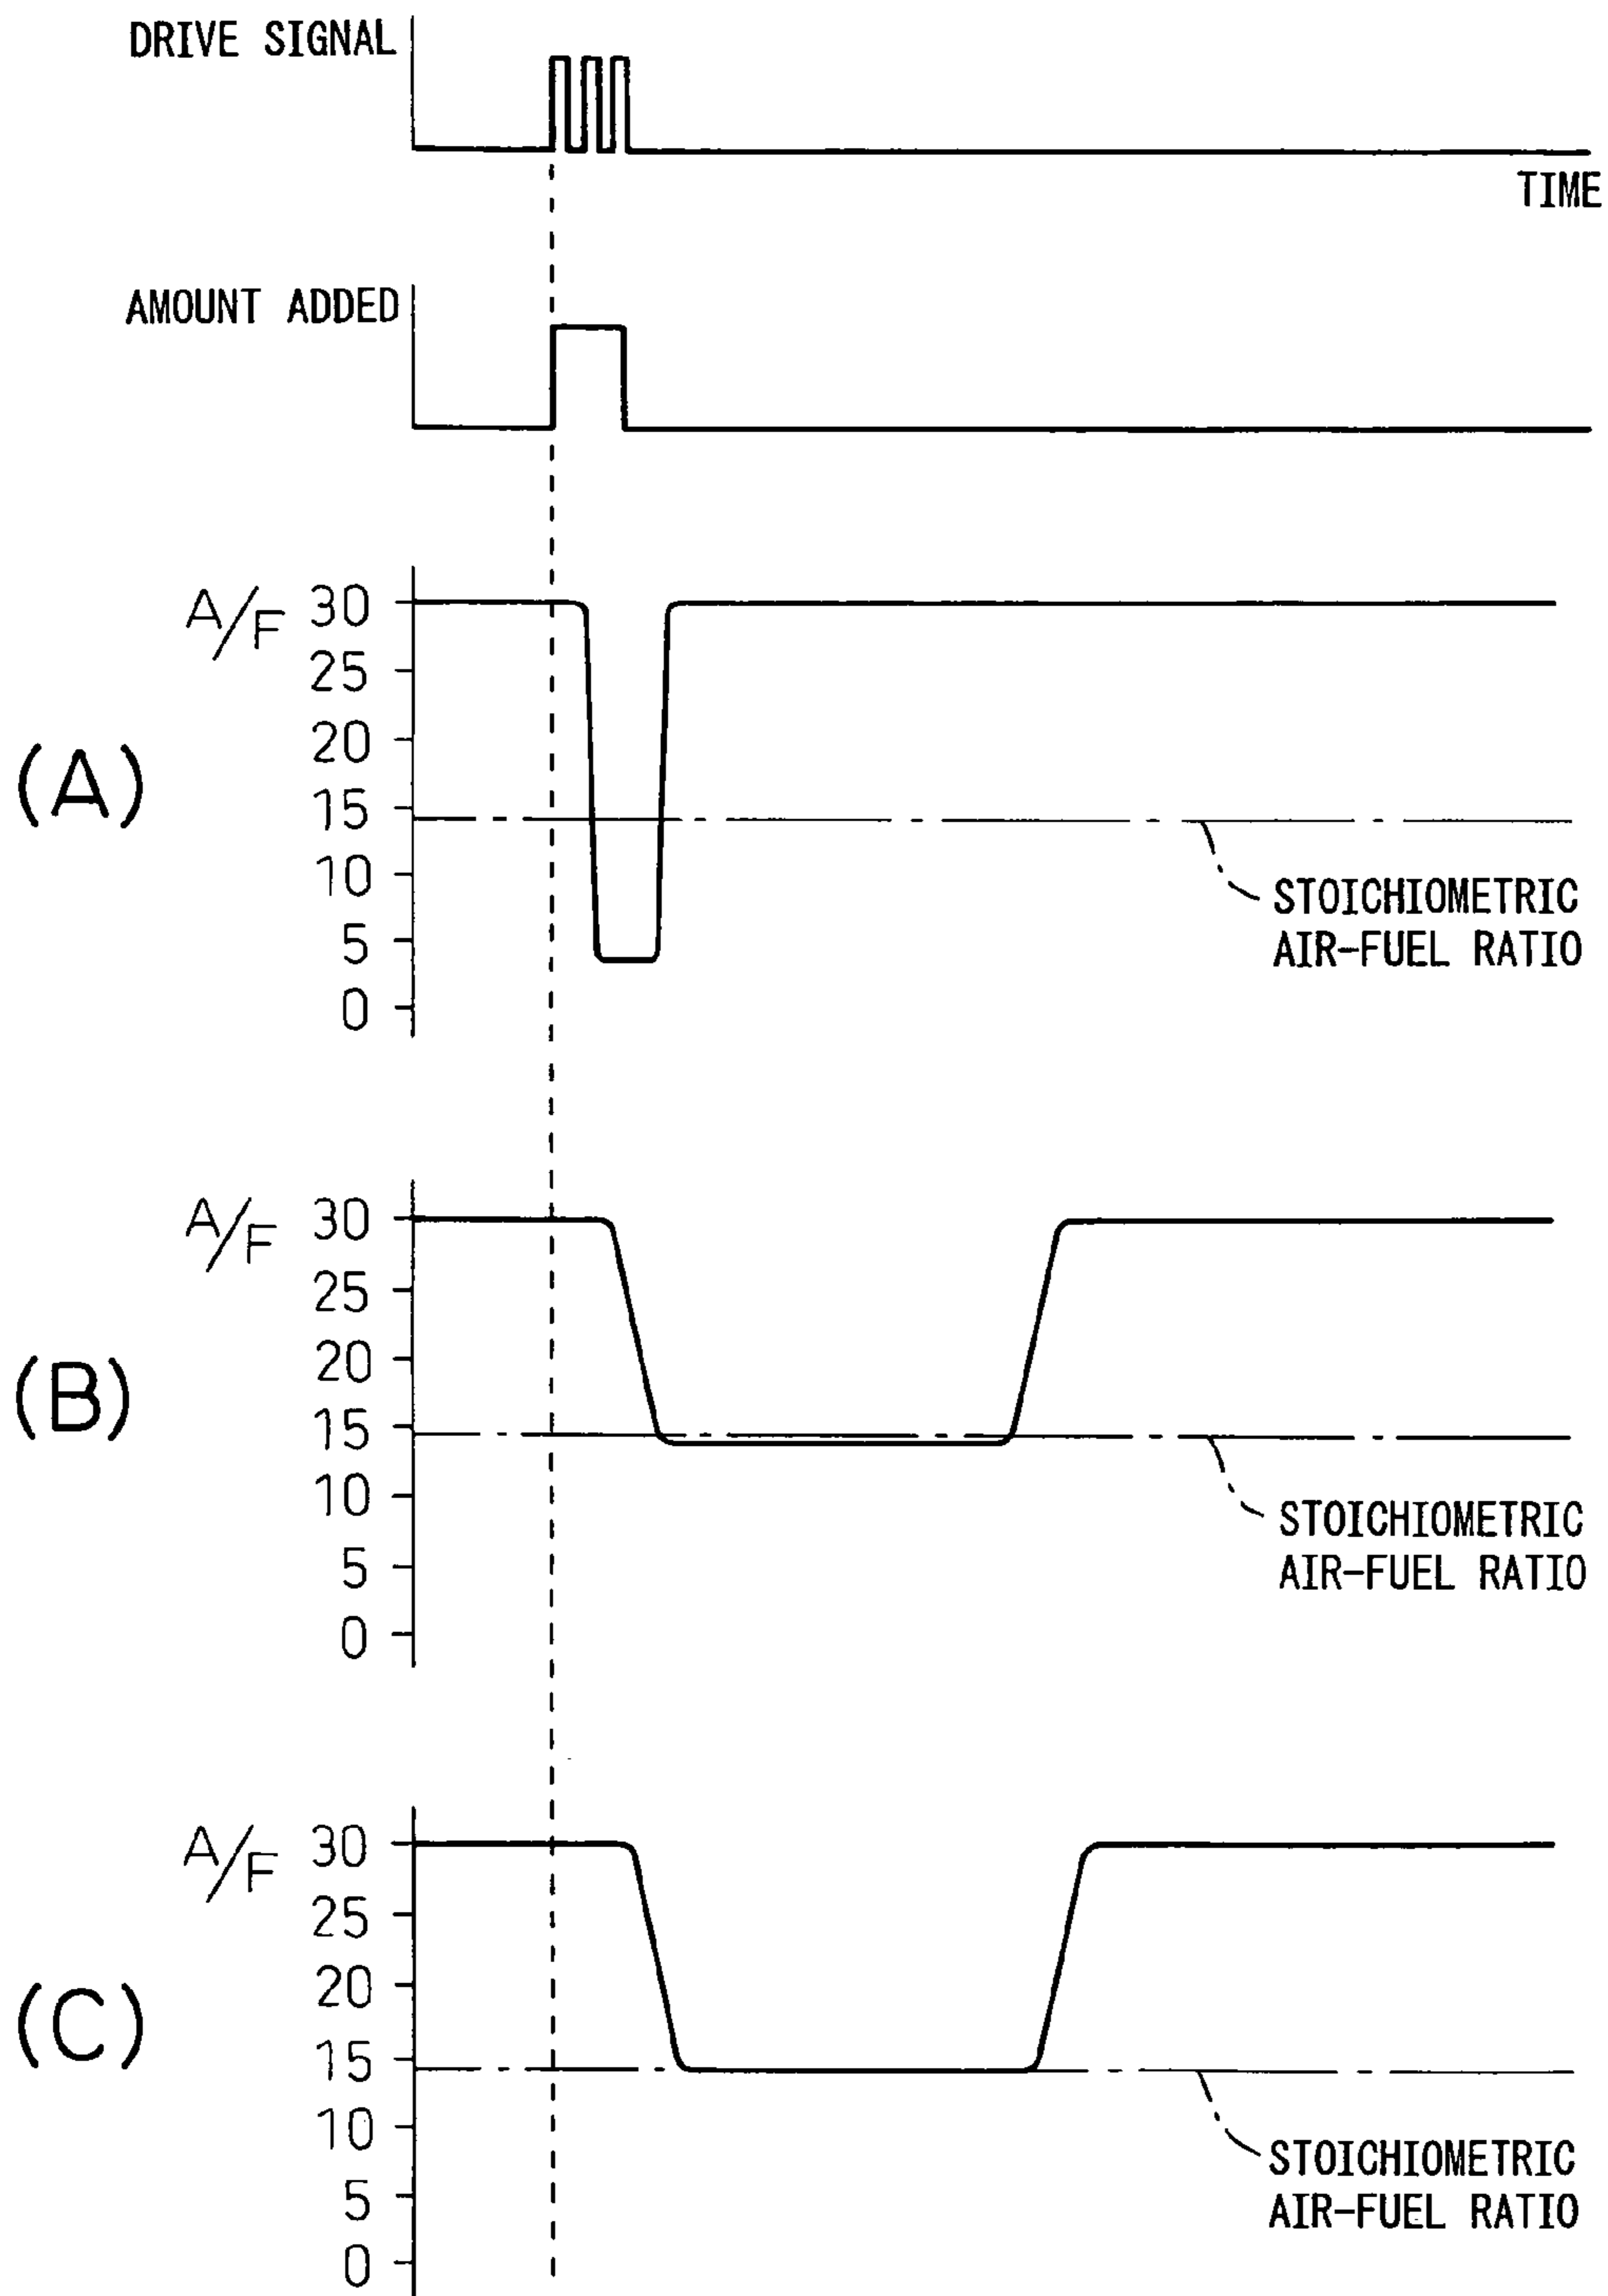 DRIVE SIGNAL
TIME
AMOUNT ADDED
(A)
A/F
30
25
20
15
10
5
0
STOICHIOMETRIC
AIR-FUEL RATIO
(B)
A/F
30
25
20
15
10
5
0
STOICHIOMETRIC
AIR-FUEL RATIO
(C)
A/F
30
25
20
15
10
5
0
STOICHIOMETRIC
AIR-FUEL RATIO